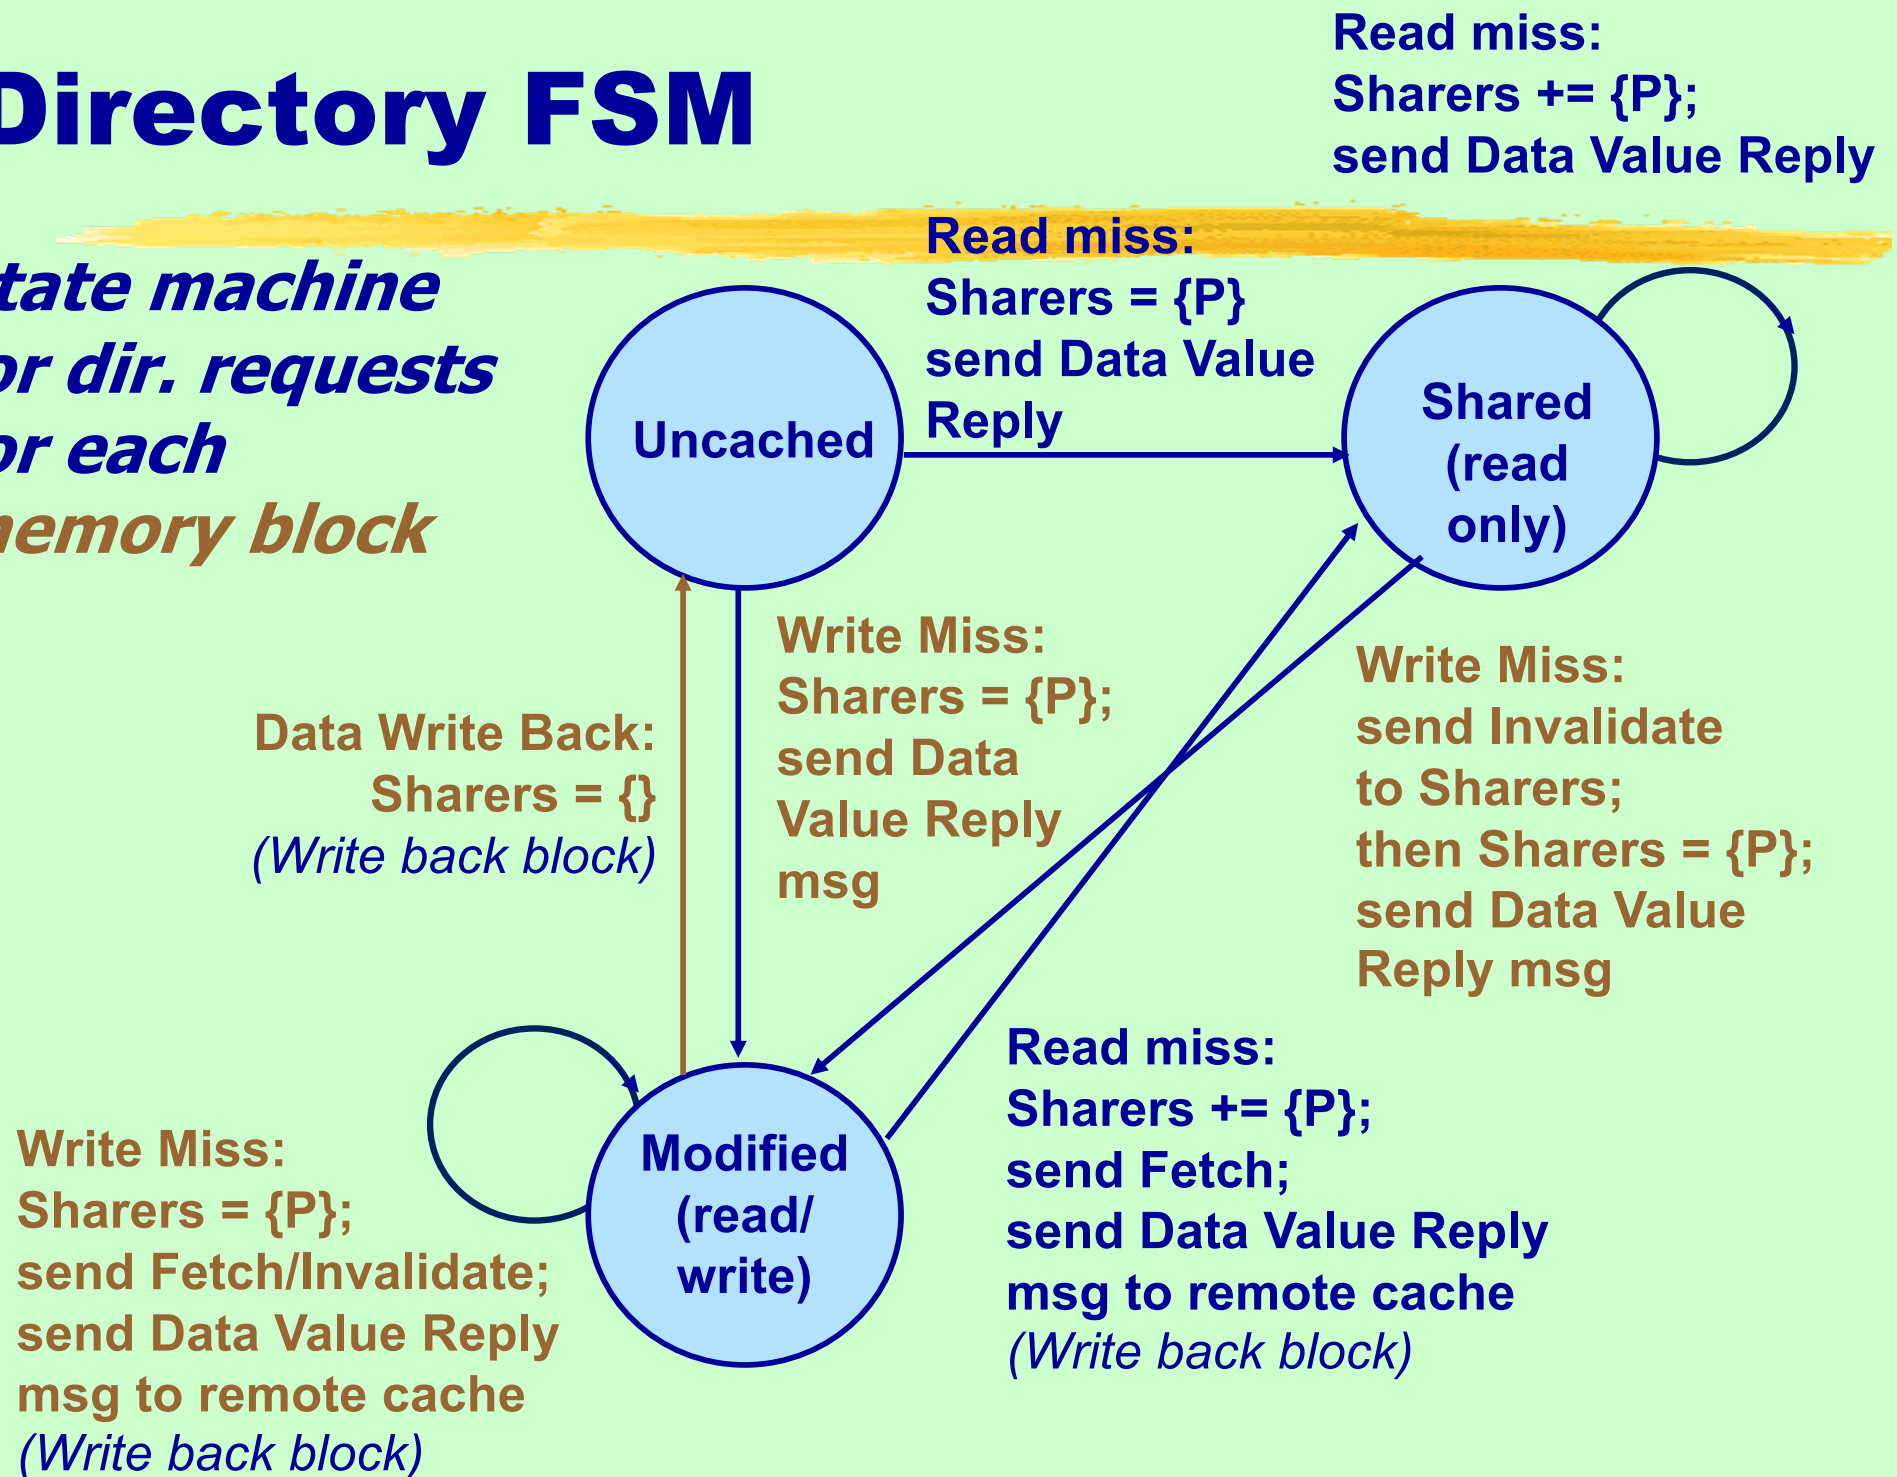 Directory FSM
Read miss:
Sharers += {P};
send Data Value Reply
tate machine
or dir. requests
or each
memory block
Read miss:
Sharers = {P}
send Data Value
Reply
Uncached
Shared
(read
only)
Data Write Back:
Sharers = {}
(Write back block)
Write Miss:
Sharers = {P};
send Data
Value Reply
msg
Write Miss:
send Invalidate
to Sharers;
then Sharers = {P};
send Data Value
Reply msg
Write Miss:
Sharers = {P};
send Fetch/Invalidate;
send Data Value Reply
msg to remote cache
(Write back block)
Modified
(read/
write)
Read miss:
Sharers += {P};
send Fetch;
send Data Value Reply
msg to remote cache
(Write back block)